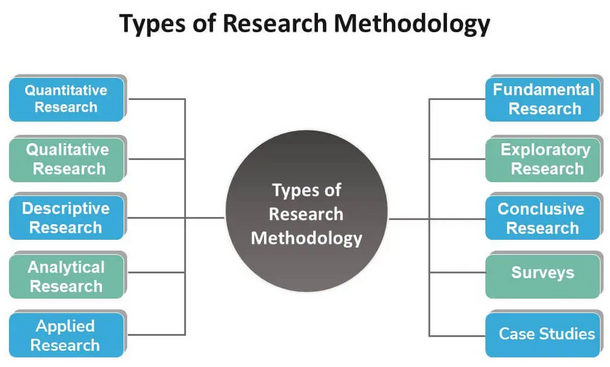 Types of Research Methodology
Quantitative
Research
Qualitative
Research
Descriptive
Research
Analytical
Research
Applied
Research
Types of
Research
Methodology
Fundamental
Research
Exploratory
Research
Conclusive
Research
Surveys
Case Studies